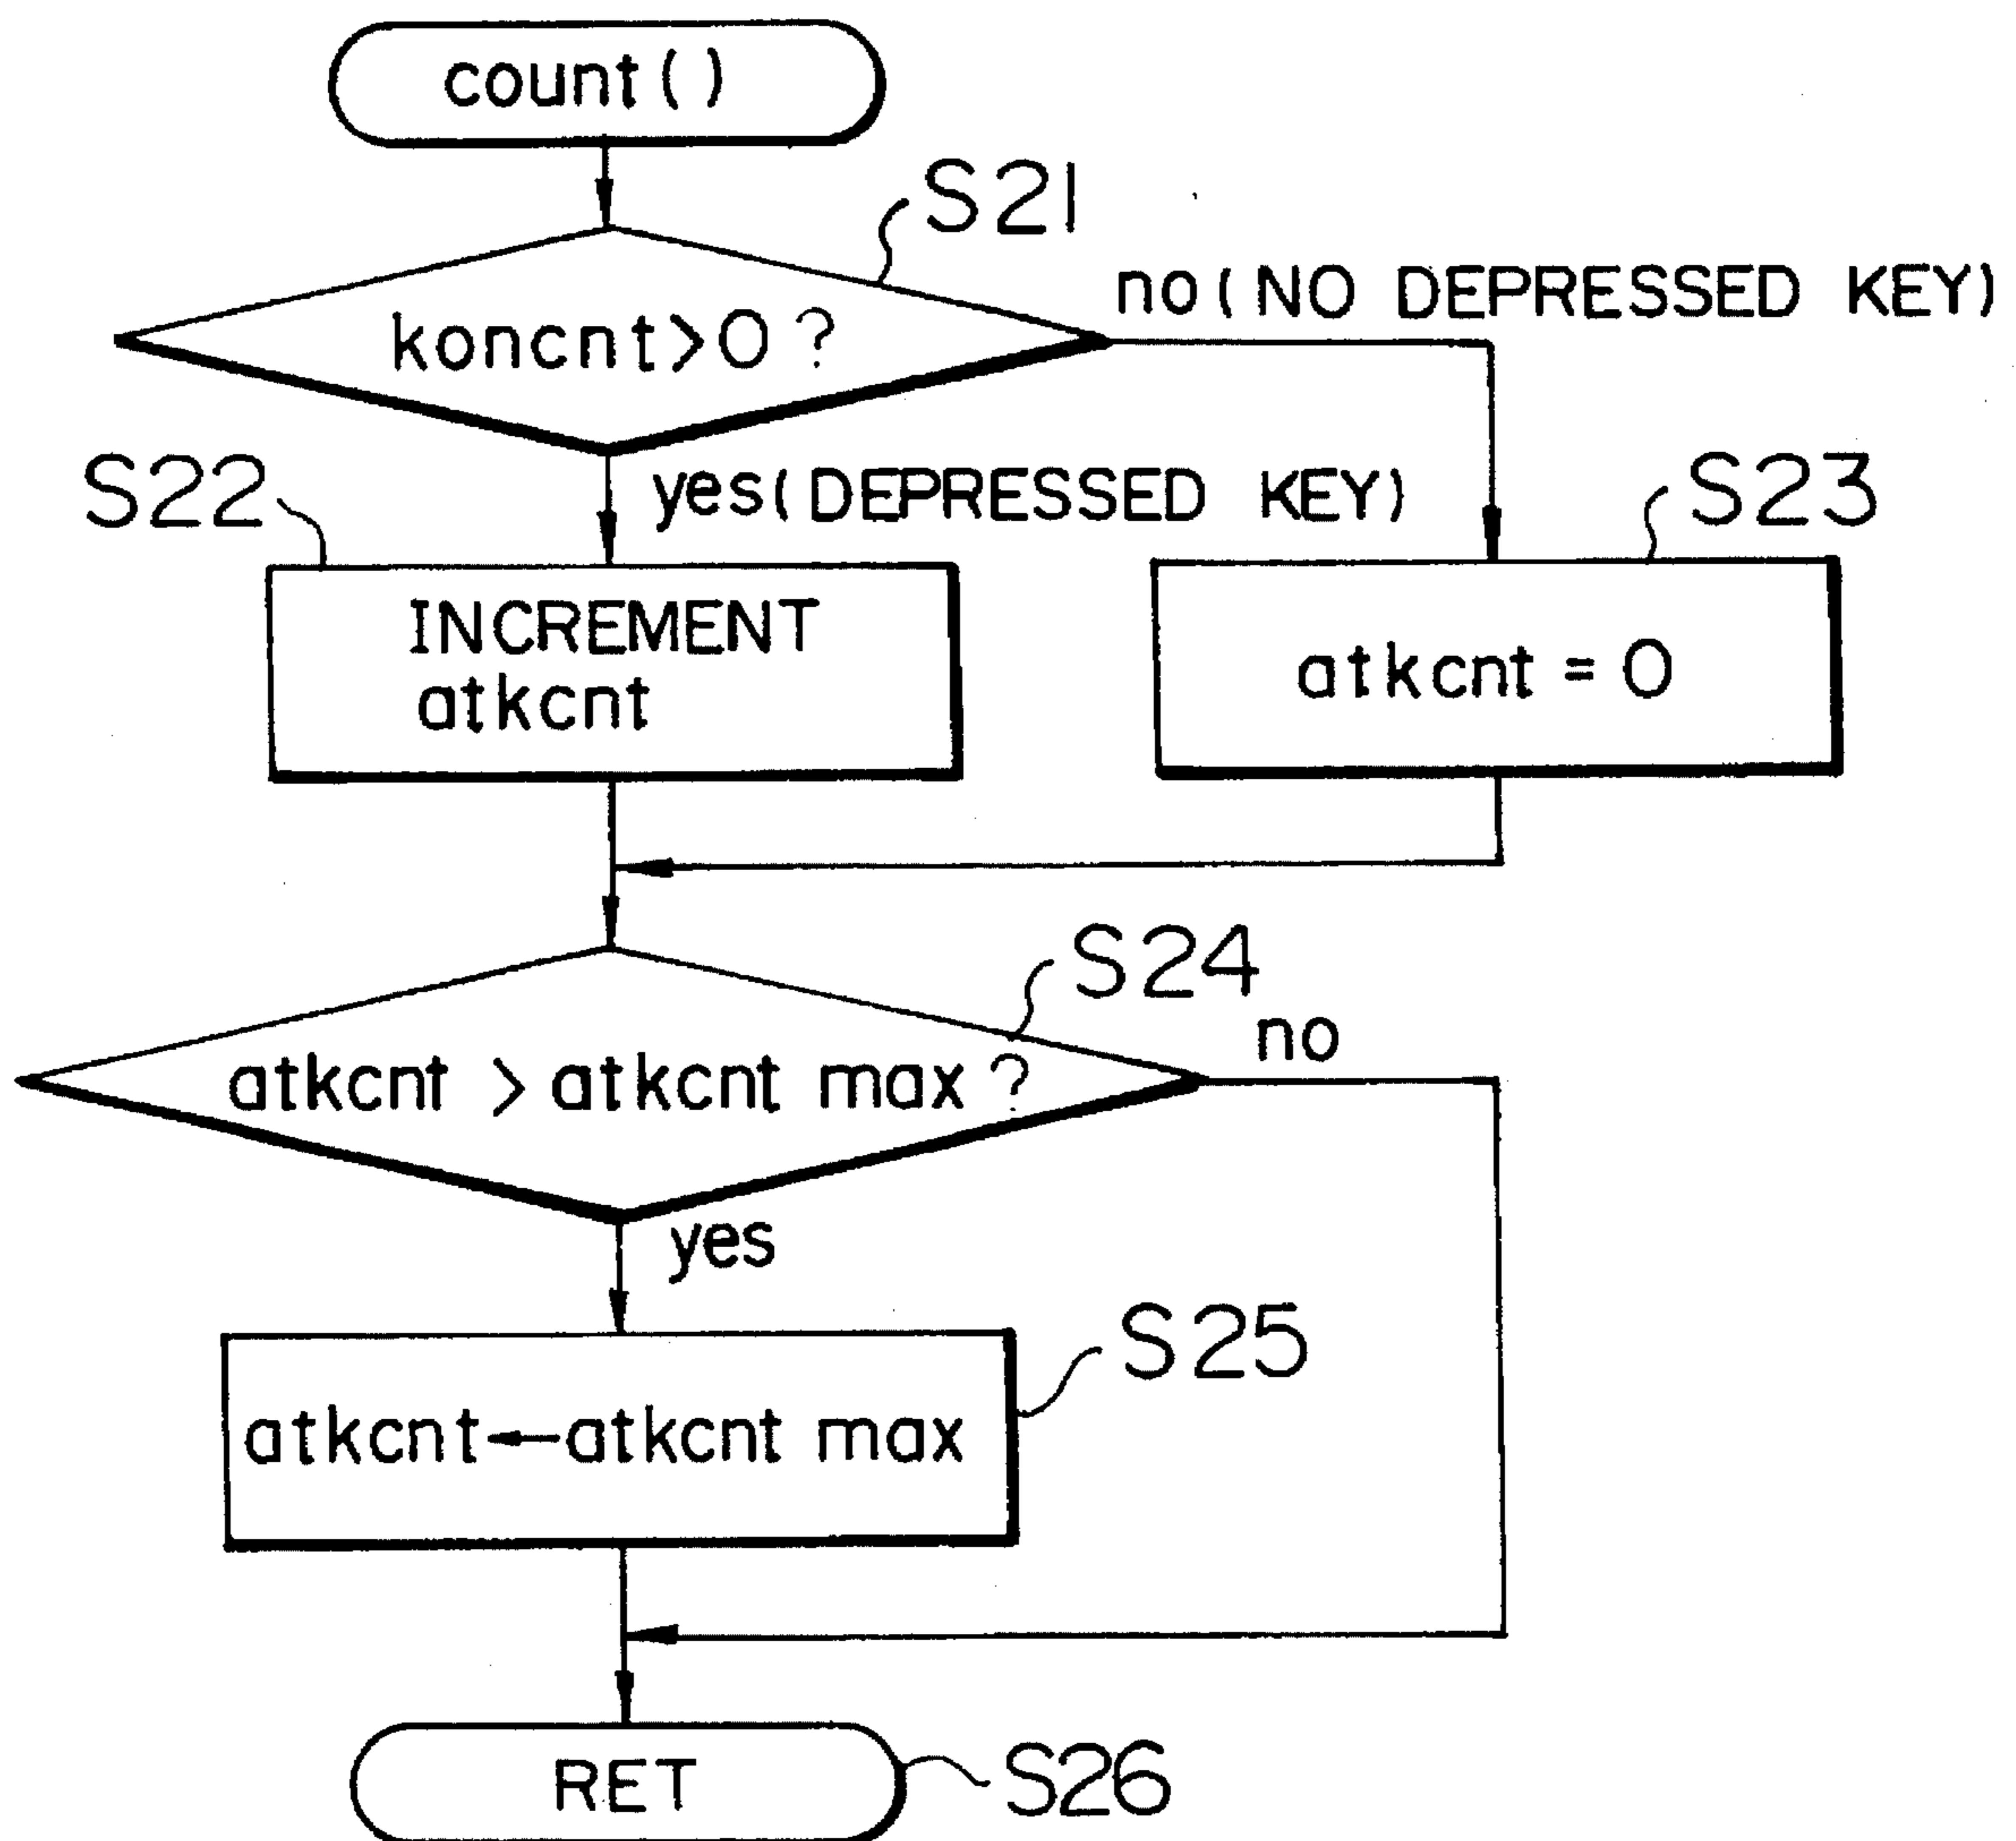 count()
S21
koncnt>0?
no(NO DEPRESSED KEY)
S22
yes(DEPRESSED KEY)
S23
INCREMENT
atkcnt
atkcnt = 0
S24
atkcnt > atkcnt max?
no
yes
S25
atkcnt←atkcnt max
RET
S26